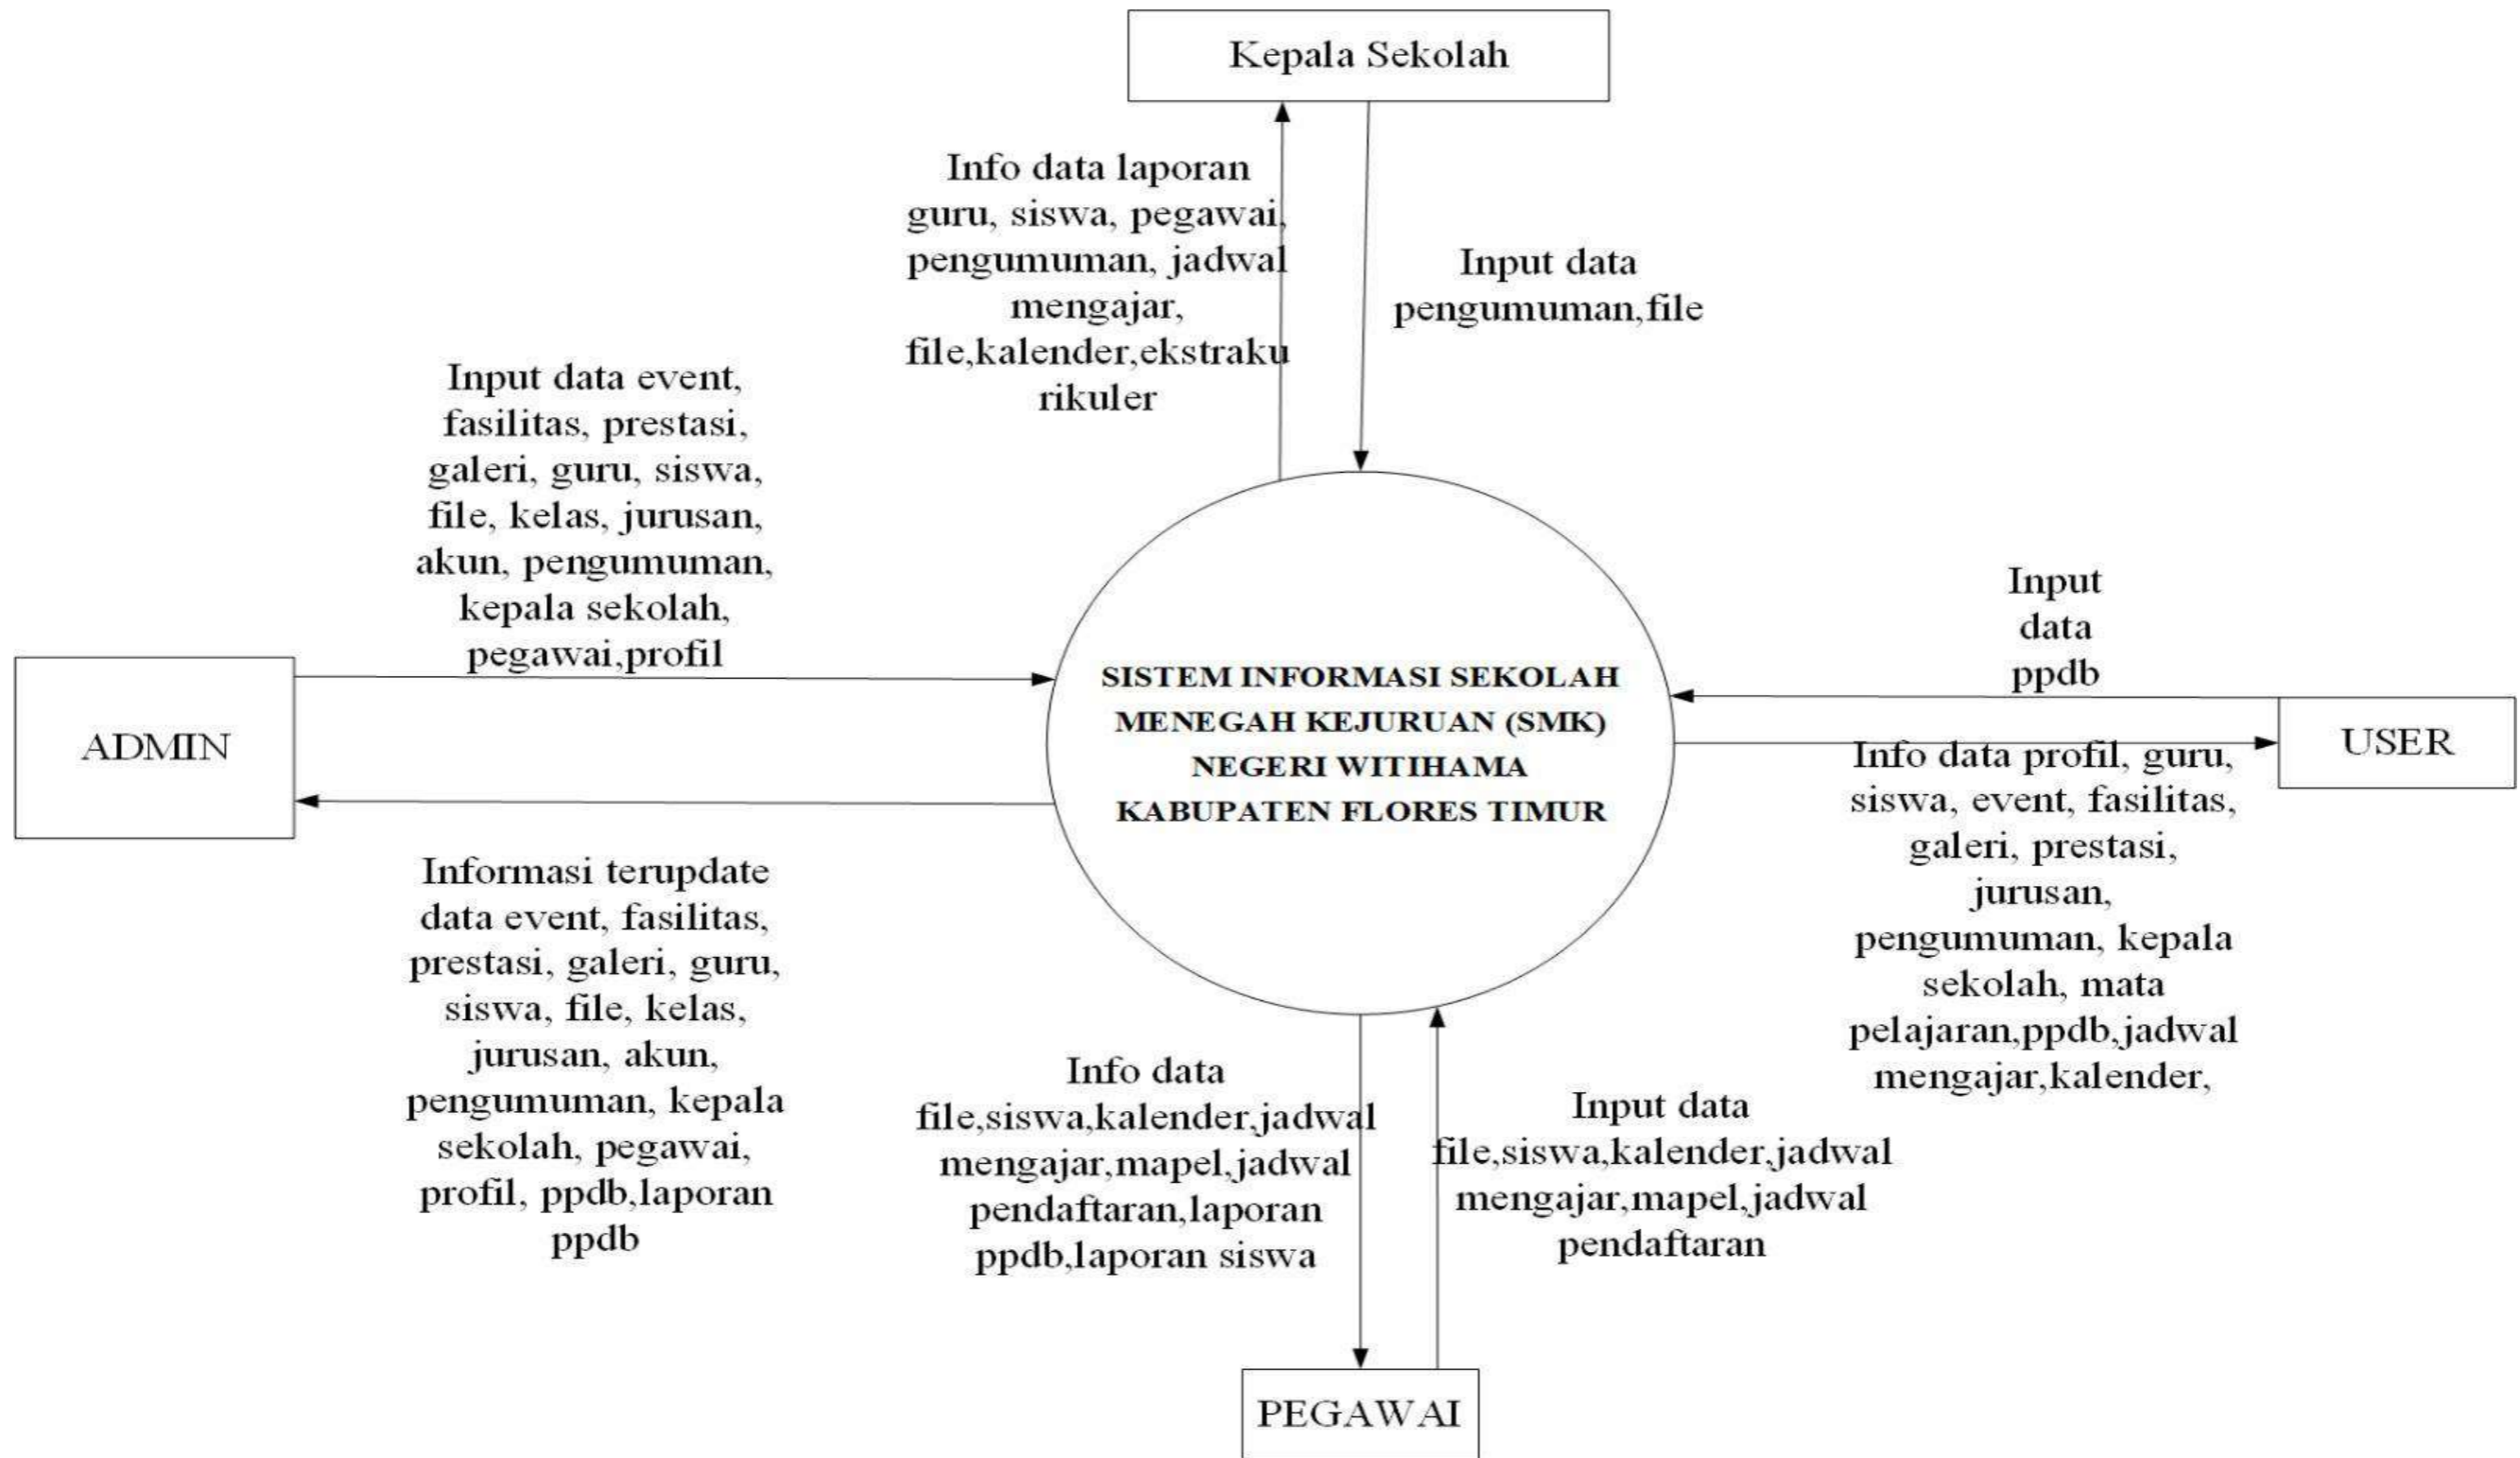 Kepala Sekolah
Info data laporan
guru, siswa, pegawai,
pengumuman, jadwal
mengajar,
file,kalender,ekstraku
rikuler
Input data
pengumuman,file
Input data event,
fasilitas, prestasi,
galeri, guru, siswa,
file, kelas, jurusan,
akun, pengumuman,
kepala sekolah,
pegawai,profil
ADMIN
Informasi terupdate
data event, fasilitas,
prestasi, galeri, guru,
siswa, file, kelas,
jurusan, akun,
pengumuman, kepala
sekolah, pegawai,
profil, ppdb,laporan
ppdb
SISTEM INFORMASI SEKOLAH
MENEGAH KEJURUAN (SMK)
NEGERI WITIHAMA
KABUPATEN FLORES TIMUR
Input
data
ppdb
USER
Info data profil, guru,
siswa, event, fasilitas,
galeri, prestasi,
jurusan,
pengumuman, kepala
sekolah, mata
pelajaran,ppdb,jadwal
mengajar,kalender,
Info data
file,siswa,kalender,jadwal
mengajar,mapel,jadwal
pendaftaran,laporan
ppdb,laporan siswa
Input data
file,siswa,kalender,jadwal
mengajar,mapel,jadwal
pendaftaran
PEGAWAI